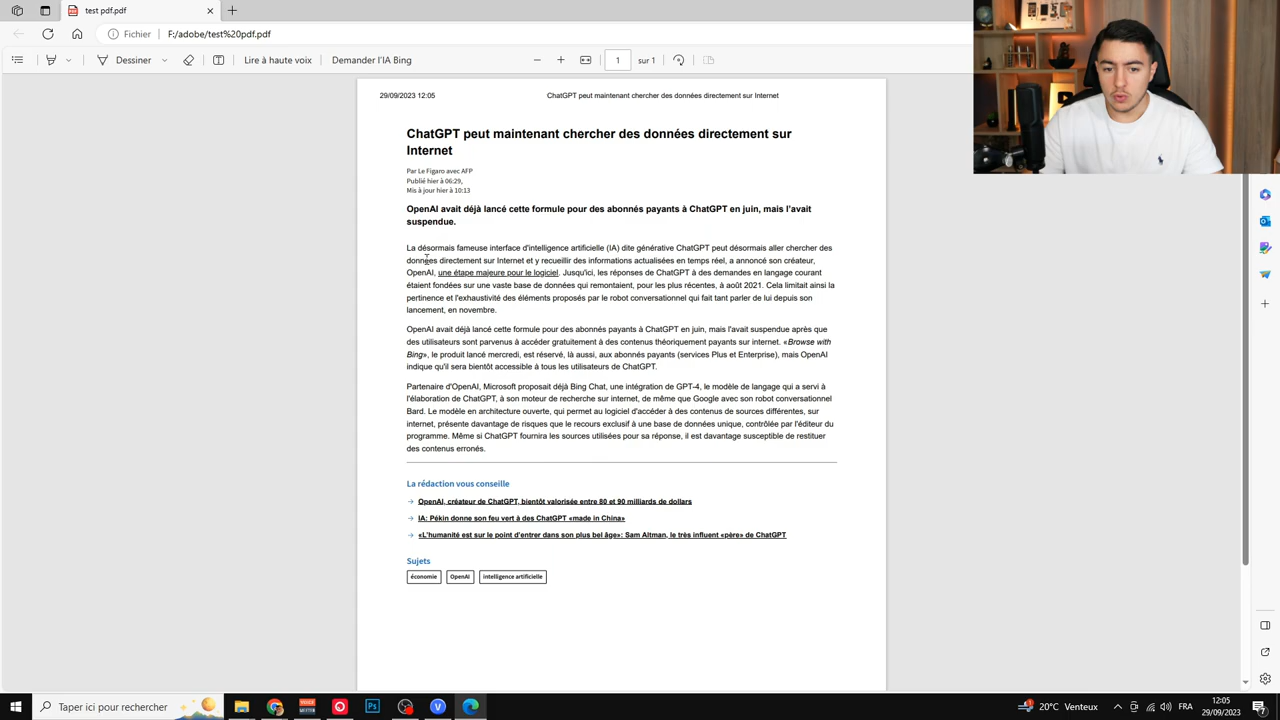 test pdf.pdf
Fichier
F:/adobe/test%20pdf.pdf
Dessiner
Lire à haute voix
Demander l'IA Bing
1
sur 1
29/09/2023 12:05
ChatGPT peut maintenant chercher des données directement sur Internet
ChatGPT peut maintenant chercher des données directement sur
Internet
Par Le Figaro avec AFP
Publié hier à 06:29,
Mis à jour hier à 10:13
OpenAI avait déjà lancé cette formule pour des abonnés payants à ChatGPT en juin, mais l'avait
suspendue.
La désormais fameuse interface d'intelligence artificielle (IA) dite générative ChatGPT peut désormais aller chercher des
données directement sur Internet et y recueillir des informations actualisées en temps réel, a annoncé son créateur,
OpenAI, une étape majeure pour le logiciel. Jusqu'ici, les réponses de ChatGPT à des demandes en langage courant
étaient fondées sur une vaste base de données qui remontaient, pour les plus récentes, à août 2021. Cela limitait ainsi la
pertinence et l'exhaustivité des éléments proposés par le robot conversationnel qui fait tant parler de lui depuis son
lancement, en novembre.
OpenAI avait déjà lancé cette formule pour des abonnés payants à ChatGPT en juin, mais l'avait suspendue après que
des utilisateurs sont parvenus à accéder gratuitement à des contenus théoriquement payants sur internet. «Browse with
Bing», le produit lancé mercredi, est réservé, là aussi, aux abonnés payants (services Plus et Enterprise), mais OpenAI
indique qu'il sera bientôt accessible à tous les utilisateurs de ChatGPT.
Partenaire d'OpenAI, Microsoft proposait déjà Bing Chat, une intégration de GPT-4, le modèle de langage qui a servi à
l'élaboration de ChatGPT, à son moteur de recherche sur internet, de même que Google avec son robot conversationnel
Bard. Le modèle en architecture ouverte, qui permet au logiciel d'accéder à des contenus de sources différentes, sur
internet, présente davantage de risques que le recours exclusif à une base de données unique, contrôlée par l'éditeur du
programme. Même si ChatGPT fournira les sources utilisées pour sa réponse, il est davantage susceptible de restituer
des contenus erronés.
La rédaction vous conseille
OpenAI, créateur de ChatGPT, bientôt valorisée entre 80 et 90 milliards de dollars
IA: Pékin donne son feu vert à des ChatGPT «made in China»
«L'humanité est sur le point d'entrer dans son plus bel âge»: Sam Altman, le très influent «père» de ChatGPT
Sujets
économie
OpenAI
intelligence artificielle
Taper ici pour rechercher
Ps
V
20°C Venteux
FRA
12:05
29/09/2023